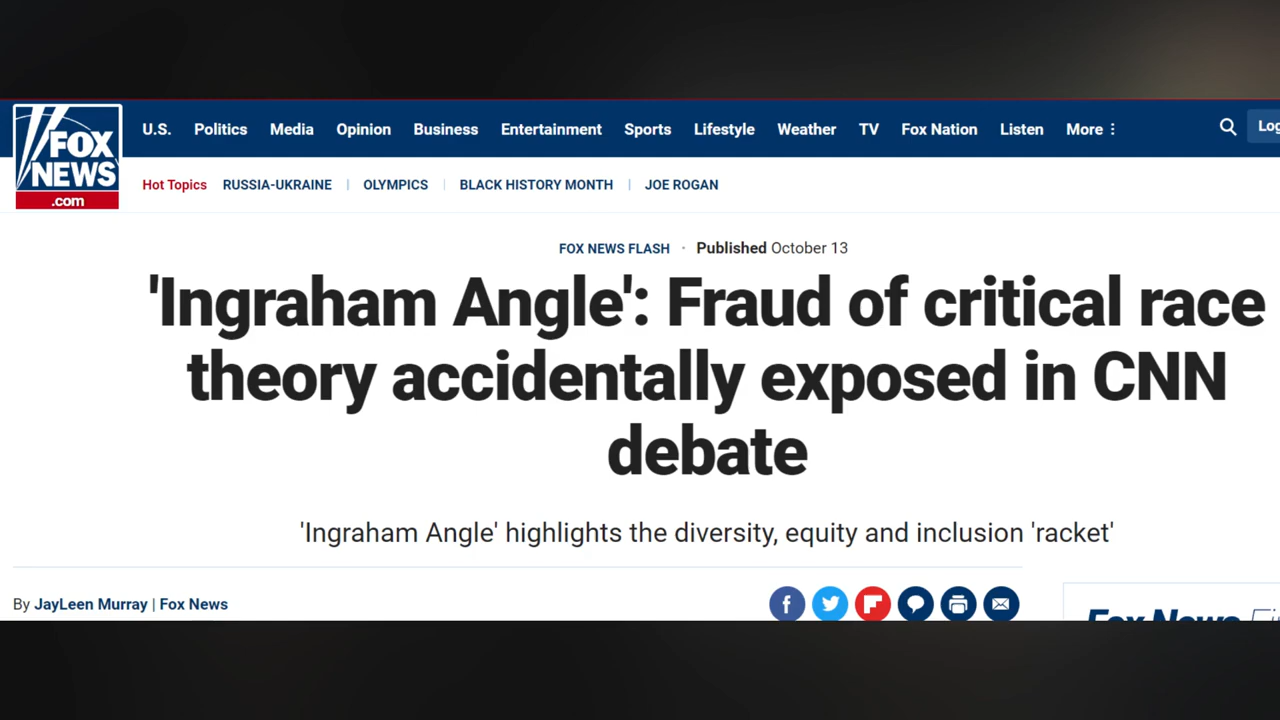 FOX
NEWS
.com
U.S. Politics Media Opinion Business Entertainment Sports Lifestyle Weather TV Fox Nation Listen More
Hot Topics RUSSIA-UKRAINE | OLYMPICS | BLACK HISTORY MONTH | JOE ROGAN
FOX NEWS FLASH · Published October 13
'Ingraham Angle': Fraud of critical race
theory accidentally exposed in CNN
debate
'Ingraham Angle' highlights the diversity, equity and inclusion 'racket'
By JayLeen Murray | Fox News
Fox News